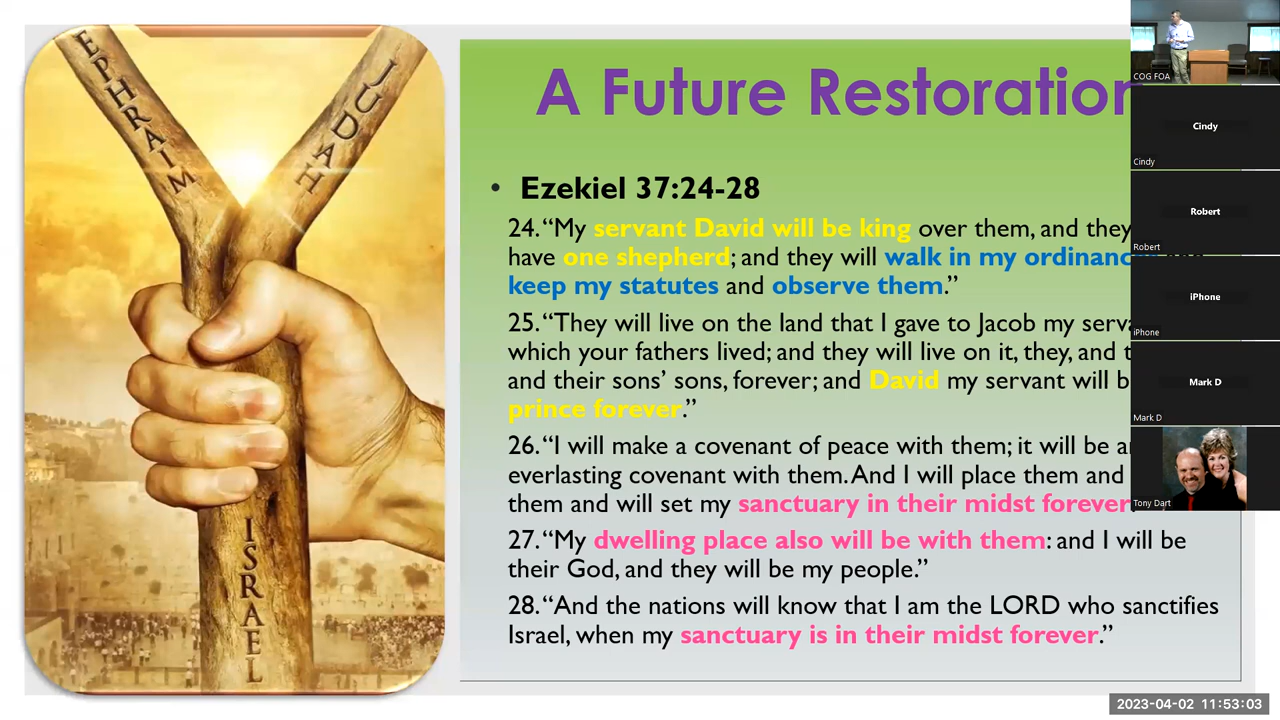 EPHRAIM
JUDAH
ISRAEL
A Future Restoration
• Ezekiel 37:24-28
24. “My servant David will be king over them, and they
have one shepherd; and they will walk in my ordinances
keep my statutes and observe them.”
25. “They will live on the land that I gave to Jacob my
which your fathers lived; and they will live on it, they, and
and their sons’ sons, forever; and David my servant will
prince forever.”
26. “I will make a covenant of peace with them; it will be
everlasting covenant with them. And I will place them and
them and will set my sanctuary in their midst forever.
27. “My dwelling place also will be with them: and I will be
their God, and they will be my people.”
28. “And the nations will know that I am the LORD who sanctifies
Israel, when my sanctuary is in their midst forever.”
COG FOA
Cindy
Cindy
Robert
Robert
iPhone
iPhone
Mark D
Mark D
Tony Dart
2023-04-02 11:53:03